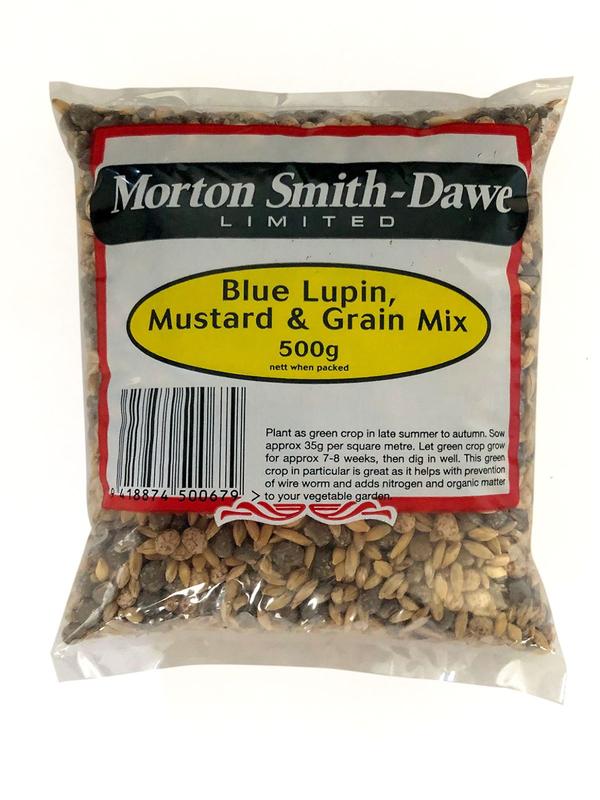 Morton Smith-Dawe
LIMITED
Blue Lupin,
Mustard & Grain Mix
500g
nett when packed
Plant as green crop in late summer to autumn. Sow
approx 35g per square metre. Let green crop grow
for approx 7-8 weeks, then dig in well. This green
crop in particular is great as it helps with prevention
of wire worm and adds nitrogen and organic matter
to your vegetable garden.
9 418874 500679 >